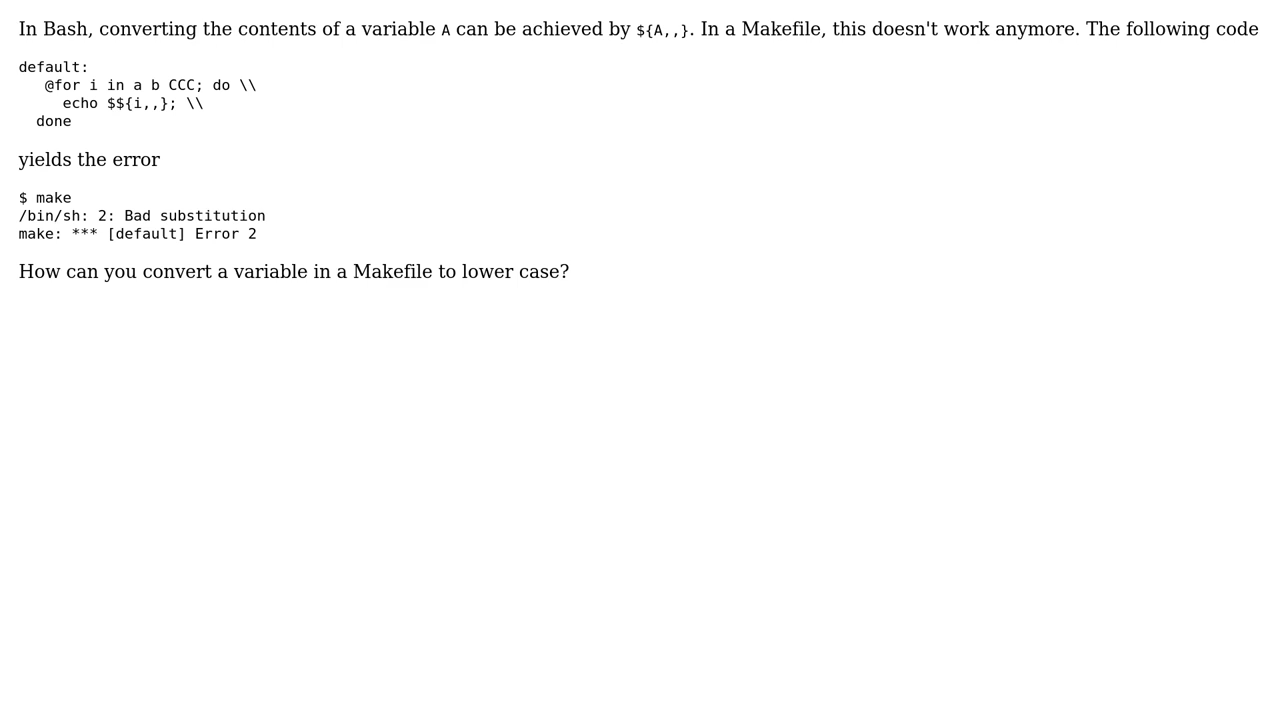 In Bash, converting the contents of a variable A can be achieved by ${A,,}. In a Makefile, this doesn't work anymore. The following code
default:
   @for i in a b CCC; do \\
     echo $${i,,}; \\
  done
yields the error
$ make
/bin/sh: 2: Bad substitution
make: *** [default] Error 2
How can you convert a variable in a Makefile to lower case?